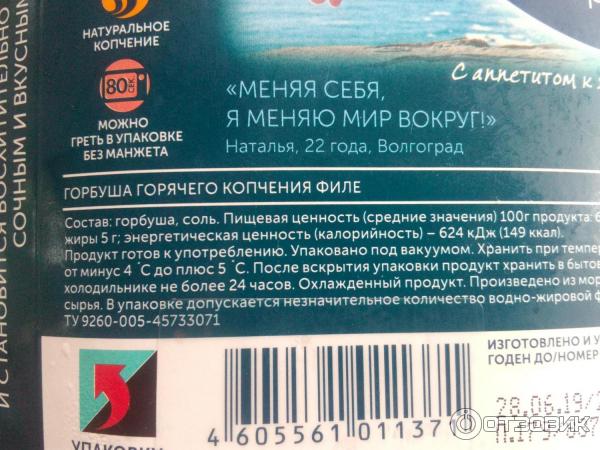 И СТАНОВИТСЯ ВОСХИТИТЕЛЬНО
СОЧНЫМ И ВКУСНЫМ
НАТУРАЛЬНОЕ
КОПЧЕНИЕ
80 СЕК.
МОЖНО
ГРЕТЬ В УПАКОВКЕ
БЕЗ МАНЖЕТА
С аппетитом к
«МЕНЯЯ СЕБЯ,
Я МЕНЯЮ МИР ВОКРУГ!»
Наталья, 22 года, Волгоград
ГОРБУША ГОРЯЧЕГО КОПЧЕНИЯ ФИЛЕ
Состав: горбуша, соль. Пищевая ценность (средние значения) 100г продукта:
жиры 5 г; энергетическая ценность (калорийность) – 624 кДж (149 ккал).
Продукт готов к употреблению. Упаковано под вакуумом. Хранить при темпер
от минус 4 °С до плюс 5 °С. После вскрытия упаковки продукт хранить в бытов
холодильнике не более 24 часов. Охлажденный продукт. Произведено из мор
сырья. В упаковке допускается незначительное количество водно-жировой ф
ТУ 9260-005-45733071
ИЗГОТОВЛЕНО И У
ГОДЕН ДО/НОМЕР
28.06.19/
4 605561 011371
ОТЗОВИК